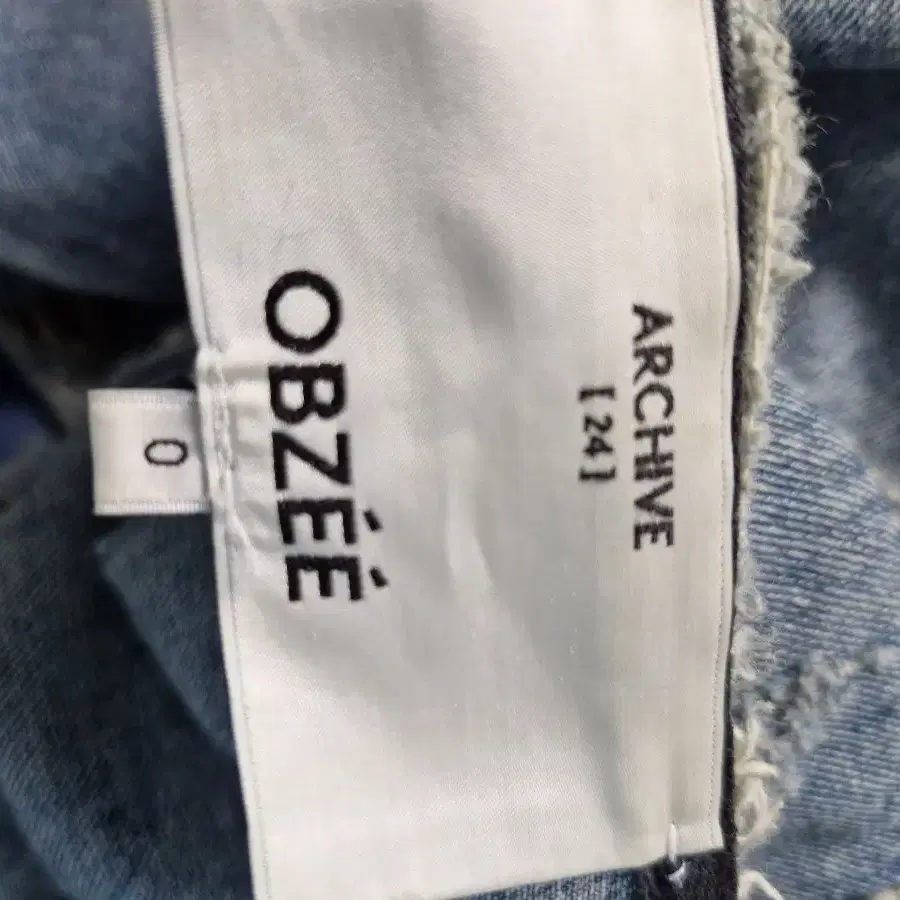 ARCHIVE
[24]
OBZÉÉ
0